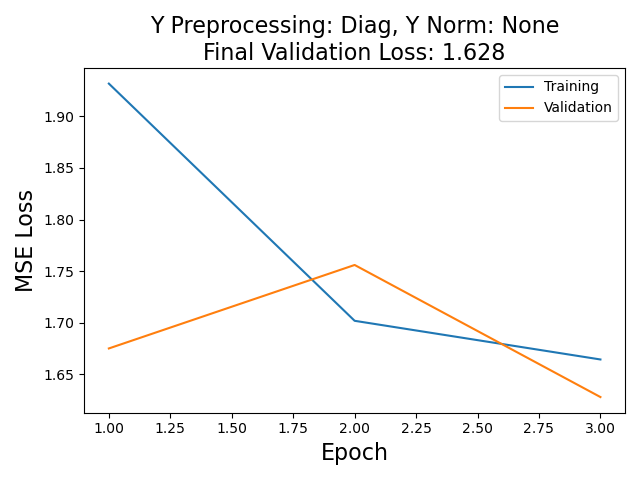 Y Preprocessing: Diag, Y Norm: None
Final Validation Loss: 1.628
Training
Validation
MSE Loss
1.90
1.85
1.80
1.75
1.70
1.65
1.00
1.25
1.50
1.75
2.00
2.25
2.50
2.75
3.00
Epoch